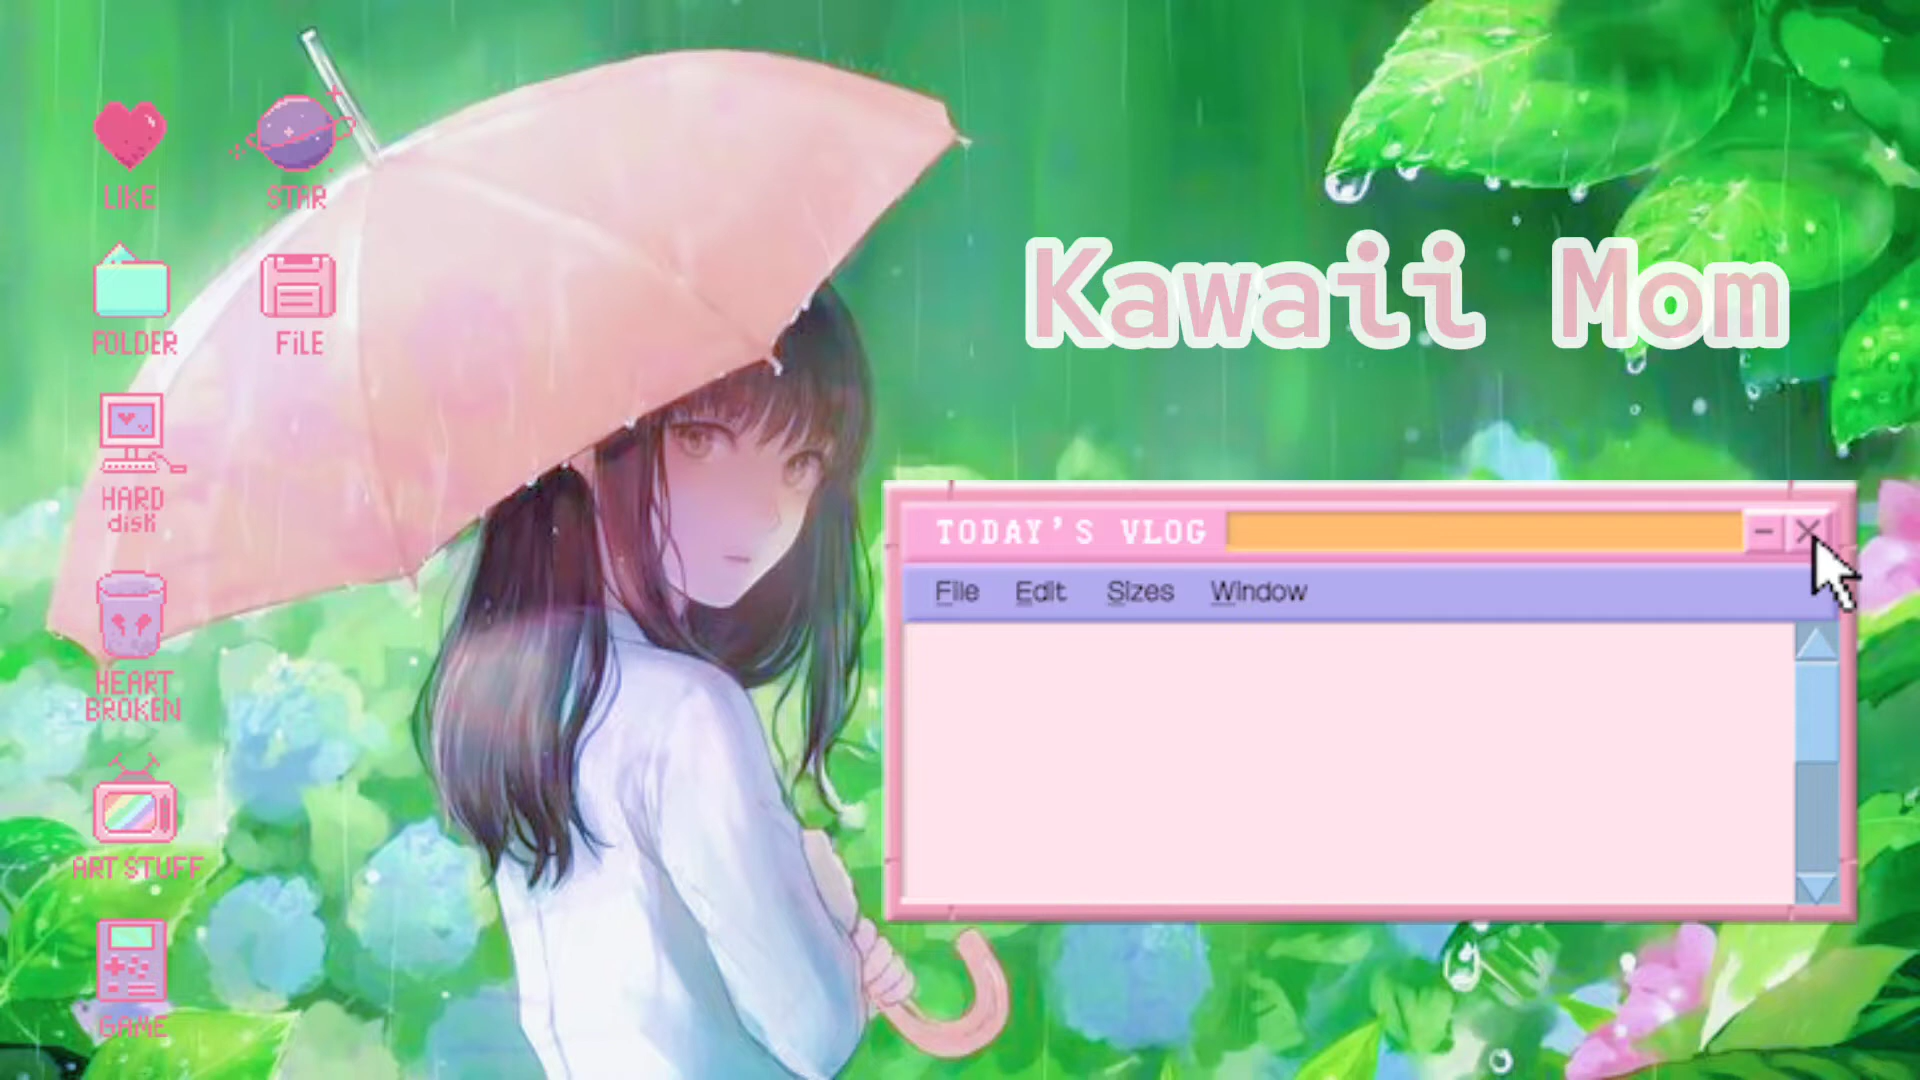 LIKE
STAR
FOLDER
FiLE
HARD
disk
HEART
BROKEN
ART STUFF
GAME
Kawaii Mom
TODAY'S VLOG
File Edit Sizes Window